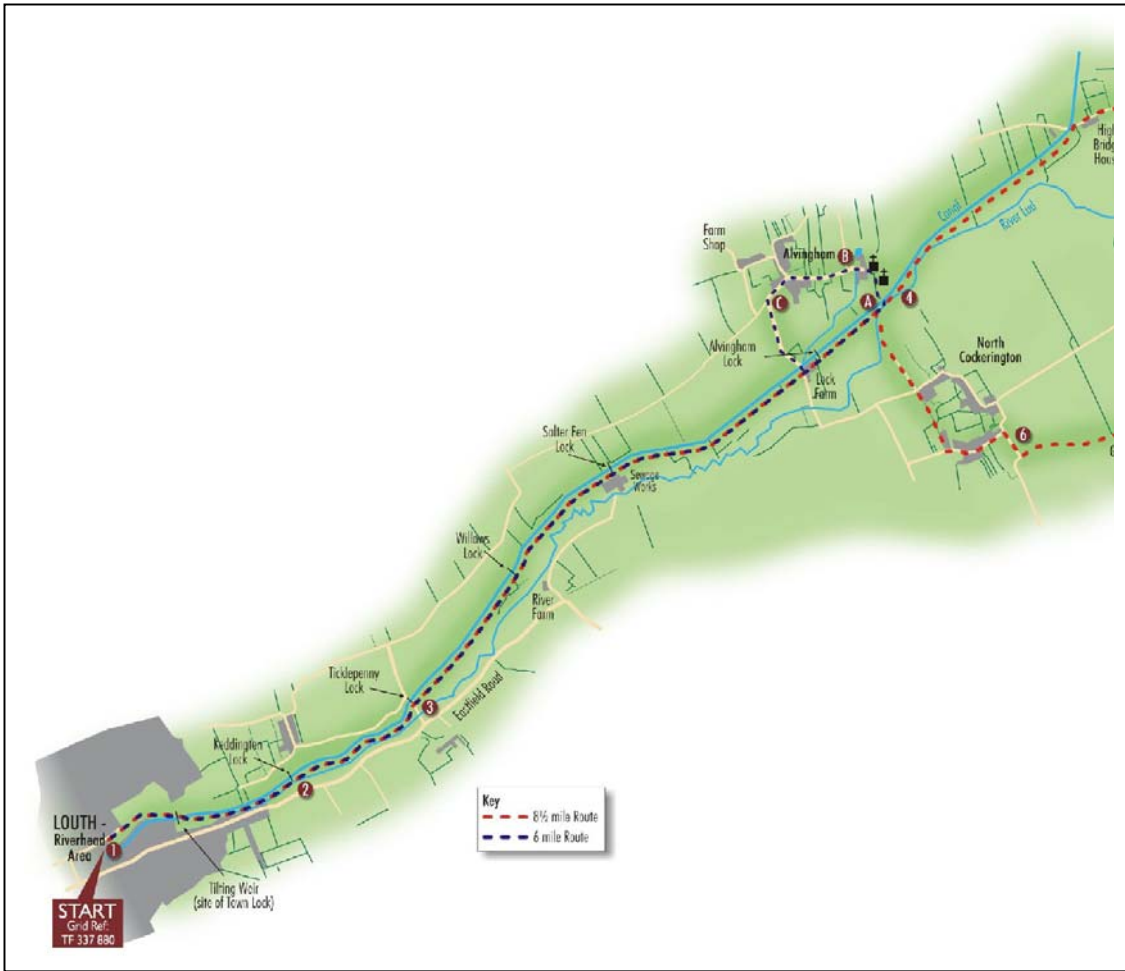 High
Bridge
House
Canal
River Lud
Farm
Shop
Alvingham
B
A
4
C
Alvingham
Lock
North
Cockerington
Lock
Farm
6
Salter Fen
Lock
Sewage
Works
Willows
Lock
River
Farm
Ticklepenny
Lock
3
Eastfield Road
Keddington
Lock
2
Key
8½ mile Route
6 mile Route
LOUTH -
Riverhead
Area
1
Tilting Weir
(site of Town Lock)
START
Grid Ref:
TF 337 880